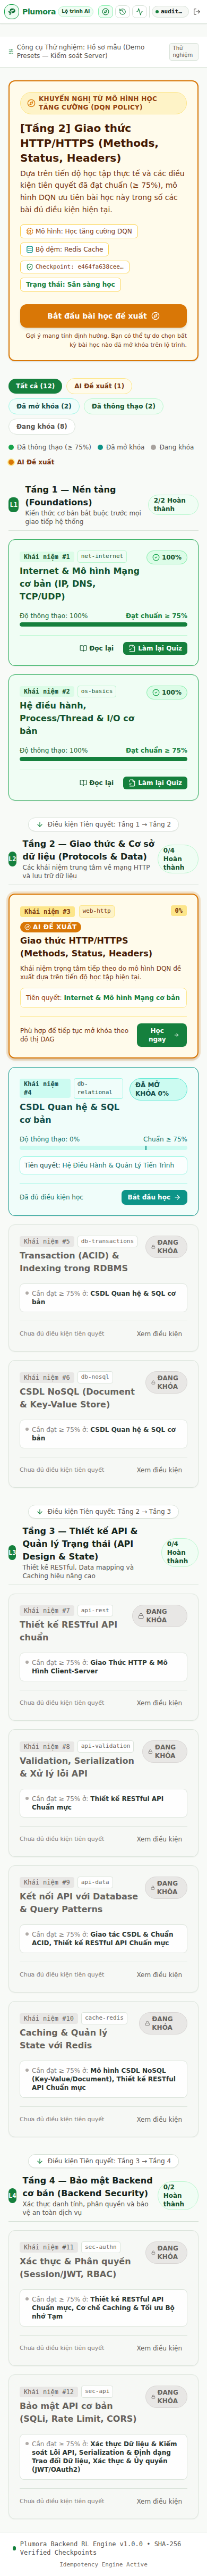 Plumora
Lộ trình AI
audit…
Công cụ Thử nghiệm: Hồ sơ mẫu (Demo
Presets — Kiểm soát Server)
Thử
nghiệm
KHUYẾN NGHỊ TỪ MÔ HÌNH HỌC
TĂNG CƯỜNG (DQN POLICY)
[Tầng 2] Giao thức
HTTP/HTTPS (Methods,
Status, Headers)
Dựa trên tiến độ học tập thực tế và các điều
kiện tiên quyết đã đạt chuẩn (≥ 75%), mô
hình DQN ưu tiên bài học này trong số các
bài đủ điều kiện hiện tại.
Mô hình: Học tăng cường DQN
Bộ đệm: Redis Cache
Checkpoint: e464fa638cee…
Trạng thái: Sẵn sàng học
Bắt đầu bài học đề xuất
Gợi ý mang tính định hướng. Bạn có thể tự do chọn bất
kỳ bài học nào đã mở khóa trên lộ trình.
Tất cả (12)
AI Đề xuất (1)
Đã mở khóa (2)
Đã thông thạo (2)
Đang khóa (8)
Đã thông thạo (≥ 75%)
Đã mở khóa
Đang khóa
AI Đề xuất
L1
Tầng 1 — Nền tảng
(Foundations)
Kiến thức cơ bản bắt buộc trước mọi
giao tiếp hệ thống
2/2 Hoàn
thành
Khái niệm #1
net-internet
100%
Internet & Mô hình Mạng
cơ bản (IP, DNS,
TCP/UDP)
Độ thông thạo: 100%
Đạt chuẩn ≥ 75%
Đọc lại
Làm lại Quiz
Khái niệm #2
os-basics
100%
Hệ điều hành,
Process/Thread & I/O cơ
bản
Độ thông thạo: 100%
Đạt chuẩn ≥ 75%
Đọc lại
Làm lại Quiz
Điều kiện Tiên quyết: Tầng 1 → Tầng 2
L2
Tầng 2 — Giao thức & Cơ sở
dữ liệu (Protocols & Data)
Các khái niệm trọng tâm về mạng HTTP
và lưu trữ dữ liệu
0/4
Hoàn
thành
Khái niệm #3
web-http
0%
AI ĐỀ XUẤT
Giao thức HTTP/HTTPS
(Methods, Status, Headers)
Khái niệm trọng tâm tiếp theo do mô hình DQN đề
xuất dựa trên tiến độ học tập hiện tại.
Tiên quyết: Internet & Mô hình Mạng cơ bản
Phù hợp để tiếp tục mở khóa theo
đồ thị DAG
Học
ngay
Khái niệm
#4
db-
relational
ĐÃ MỞ
KHÓA 0%
CSDL Quan hệ & SQL
cơ bản
Độ thông thạo: 0%
Chuẩn ≥ 75%
Tiên quyết: Hệ Điều Hành & Quản Lý Tiến Trình
Đã đủ điều kiện học
Bắt đầu học
Khái niệm #5
db-transactions
ĐANG
KHÓA
Transaction (ACID) &
Indexing trong RDBMS
Cần đạt ≥ 75% ở: CSDL Quan hệ & SQL cơ
bản
Chưa đủ điều kiện tiên quyết
Xem điều kiện
Khái niệm #6
db-nosql
ĐANG
KHÓA
CSDL NoSQL (Document
& Key-Value Store)
Cần đạt ≥ 75% ở: CSDL Quan hệ & SQL cơ
bản
Chưa đủ điều kiện tiên quyết
Xem điều kiện
Điều kiện Tiên quyết: Tầng 2 → Tầng 3
L3
Tầng 3 — Thiết kế API &
Quản lý Trạng thái (API
Design & State)
Thiết kế RESTful, Data mapping và
Caching hiệu năng cao
0/4
Hoàn
thành
Khái niệm #7
api-rest
ĐANG
KHÓA
Thiết kế RESTful API
chuẩn
Cần đạt ≥ 75% ở: Giao Thức HTTP & Mô
Hình Client-Server
Chưa đủ điều kiện tiên quyết
Xem điều kiện
Khái niệm #8
api-validation
ĐANG
KHÓA
Validation, Serialization
& Xử lý lỗi API
Cần đạt ≥ 75% ở: Thiết kế RESTful API
Chuẩn mực
Chưa đủ điều kiện tiên quyết
Xem điều kiện
Khái niệm #9
api-data
ĐANG
KHÓA
Kết nối API với Database
& Query Patterns
Cần đạt ≥ 75% ở: Giao tác CSDL & Chuẩn
ACID, Thiết kế RESTful API Chuẩn mực
Chưa đủ điều kiện tiên quyết
Xem điều kiện
Khái niệm #10
cache-redis
ĐANG
KHÓA
Caching & Quản lý
State với Redis
Cần đạt ≥ 75% ở: Mô hình CSDL NoSQL
(Key-Value/Document), Thiết kế RESTful
API Chuẩn mực
Chưa đủ điều kiện tiên quyết
Xem điều kiện
Điều kiện Tiên quyết: Tầng 3 → Tầng 4
L4
Tầng 4 — Bảo mật Backend
cơ bản (Backend Security)
Xác thực danh tính, phân quyền và bảo
vệ an toàn dịch vụ
0/2
Hoàn
thành
Khái niệm #11
sec-authn
ĐANG
KHÓA
Xác thực & Phân quyền
(Session/JWT, RBAC)
Cần đạt ≥ 75% ở: Thiết kế RESTful API
Chuẩn mực, Cơ chế Caching & Tối ưu Bộ
nhớ Tạm
Chưa đủ điều kiện tiên quyết
Xem điều kiện
Khái niệm #12
sec-api
ĐANG
KHÓA
Bảo mật API cơ bản
(SQLi, Rate Limit, CORS)
Cần đạt ≥ 75% ở: Xác thực Dữ liệu & Kiểm
soát Lỗi API, Serialization & Định dạng
Trao đổi Dữ liệu, Xác thực & Ủy quyền
(JWT/OAuth2)
Chưa đủ điều kiện tiên quyết
Xem điều kiện
Plumora Backend RL Engine v1.0.0 • SHA-256
Verified Checkpoints
Idempotency Engine Active